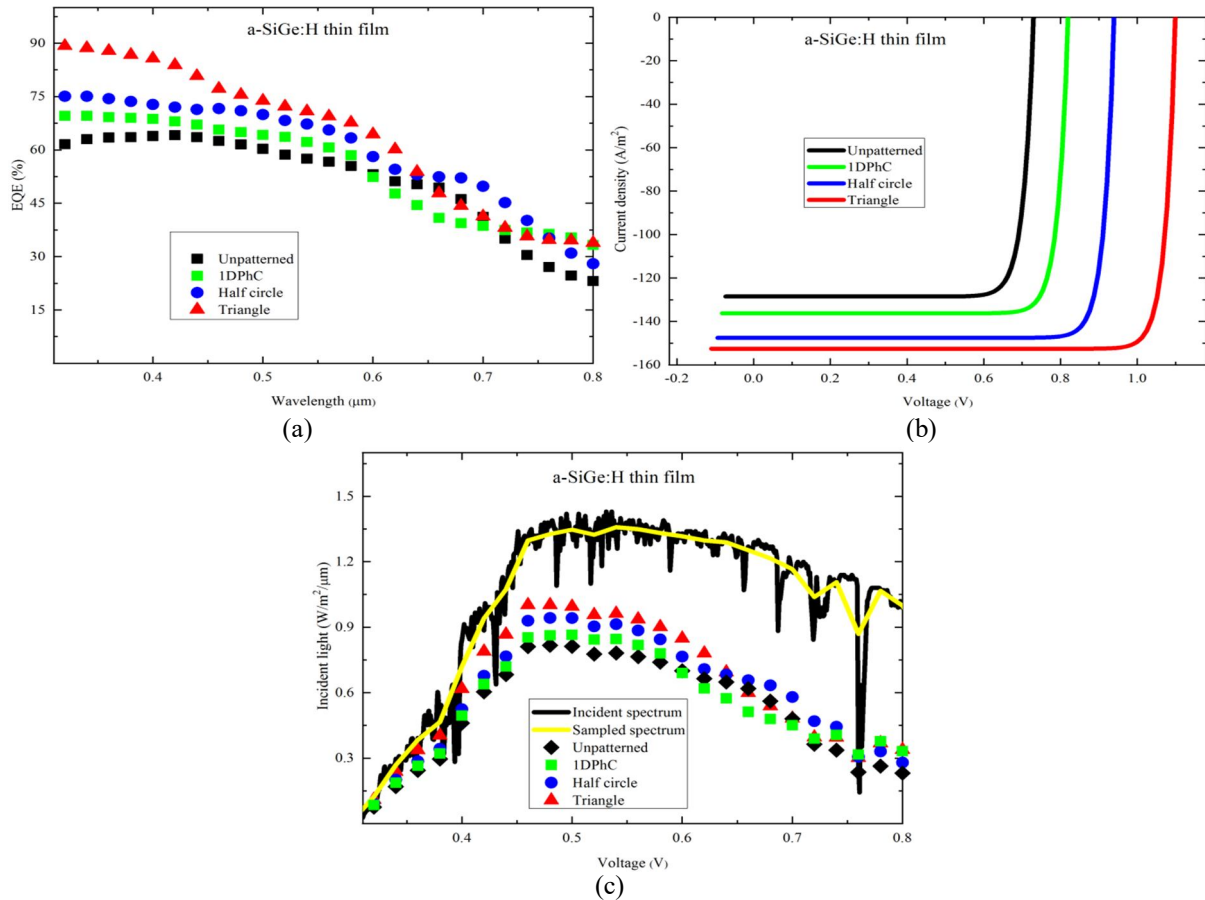 a-SiGe:H thin film
90
75
60
45
30
15
EQE (%)
Unpatterned
1DPhC
Half circle
Triangle
0.4 0.5 0.6 0.7 0.8
Wavelength (μm)
(a)
a-SiGe:H thin film
0
-20
-40
-60
-80
-100
-120
-140
-160
Current density (A/m²)
Unpatterned
1DPhC
Half circle
Triangle
-0.2 0.0 0.2 0.4 0.6 0.8 1.0
Voltage (V)
(b)
a-SiGe:H thin film
1.5
1.2
0.9
0.6
0.3
Incident light (W/m²/μm)
Incident spectrum
Sampled spectrum
Unpatterned
1DPhC
Half circle
Triangle
0.4 0.5 0.6 0.7 0.8
Voltage (V)
(c)